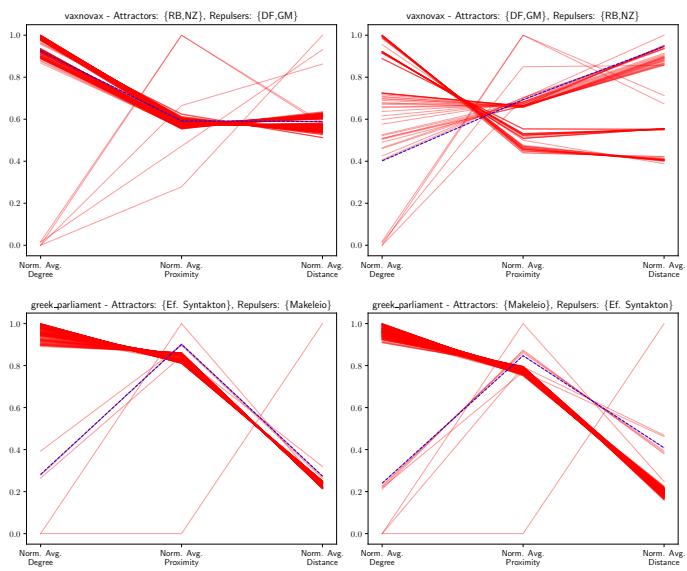 vaxnovax - Attractors: {RB,NZ}, Repulsers: {DF,GM}
1.0
0.8
0.6
0.4
0.2
0.0
Norm. Avg.
Degree
Norm. Avg.
Proximity
Norm. Avg.
Distance
vaxnovax - Attractors: {DF,GM}, Repulsers: {RB,NZ}
1.0
0.8
0.6
0.4
0.2
0.0
Norm. Avg.
Degree
Norm. Avg.
Proximity
Norm. Avg.
Distance
greek_parliament - Attractors: {Ef. Syntakton}, Repulsers: {Makeleio}
1.0
0.8
0.6
0.4
0.2
0.0
Norm. Avg.
Degree
Norm. Avg.
Proximity
Norm. Avg.
Distance
greek_parliament - Attractors: {Makeleio}, Repulsers: {Ef. Syntakton}
1.0
0.8
0.6
0.4
0.2
0.0
Norm. Avg.
Degree
Norm. Avg.
Proximity
Norm. Avg.
Distance